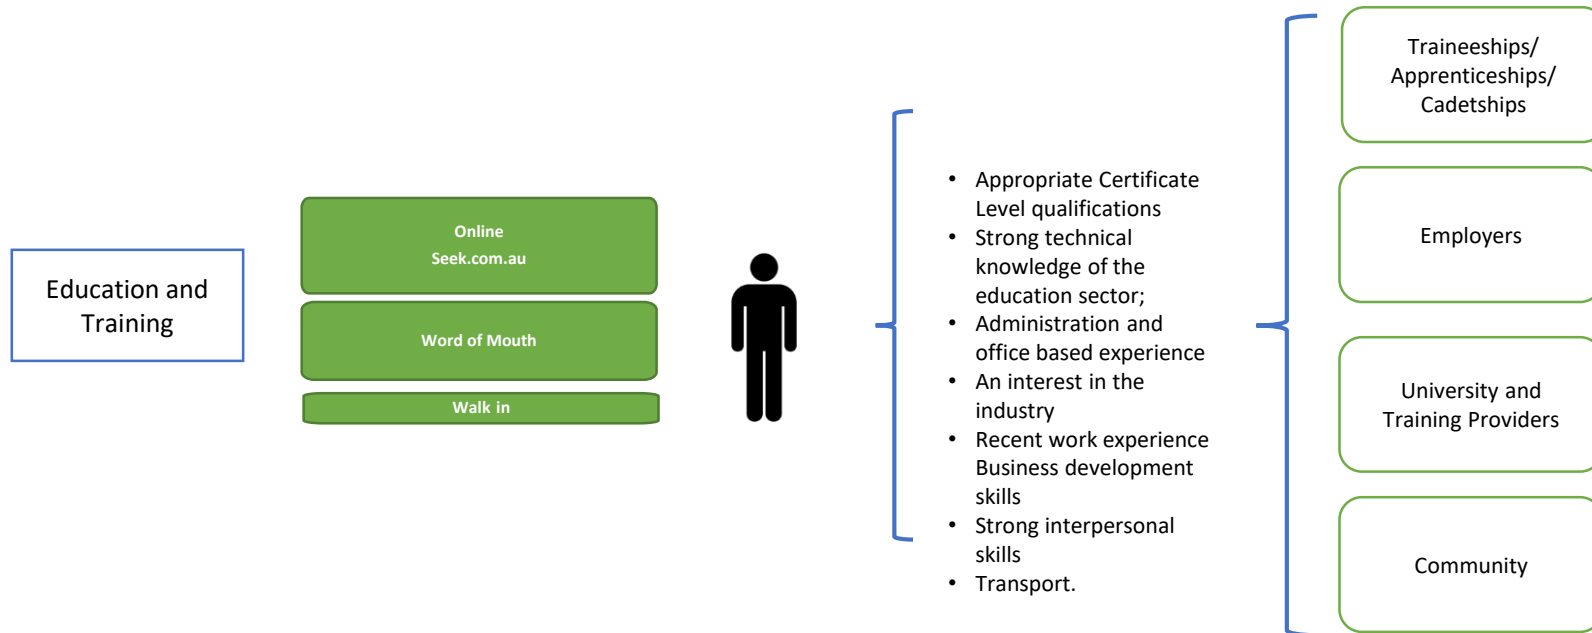 Education and
Training
Online
Seek.com.au
Word of Mouth
Walk in
• Appropriate Certificate
Level qualifications
• Strong technical
knowledge of the
education sector;
• Administration and
office based experience
• An interest in the
industry
• Recent work experience
Business development
skills
• Strong interpersonal
skills
• Transport.
Traineeships/
Apprenticeships/
Cadetships
Employers
University and
Training Providers
Community